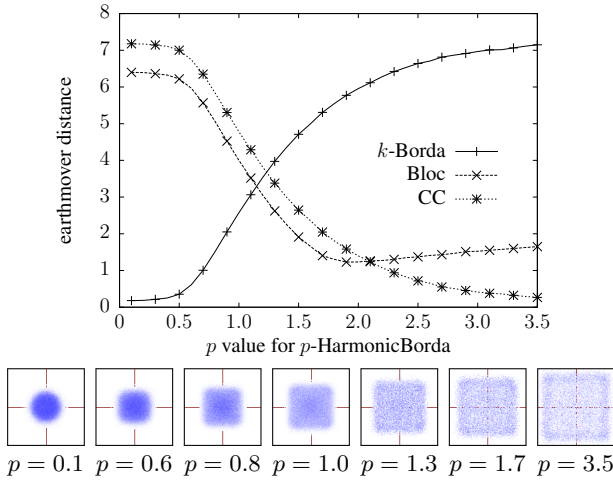 8
7
6
5
4
3
2
1
0
earthmover distance
k-Borda
Bloc
CC
0 0.5 1.0 1.5 2.0 2.5 3.0 3.5
p value for p-HarmonicBorda
p = 0.1 p = 0.6 p = 0.8 p = 1.0 p = 1.3 p = 1.7 p = 3.5